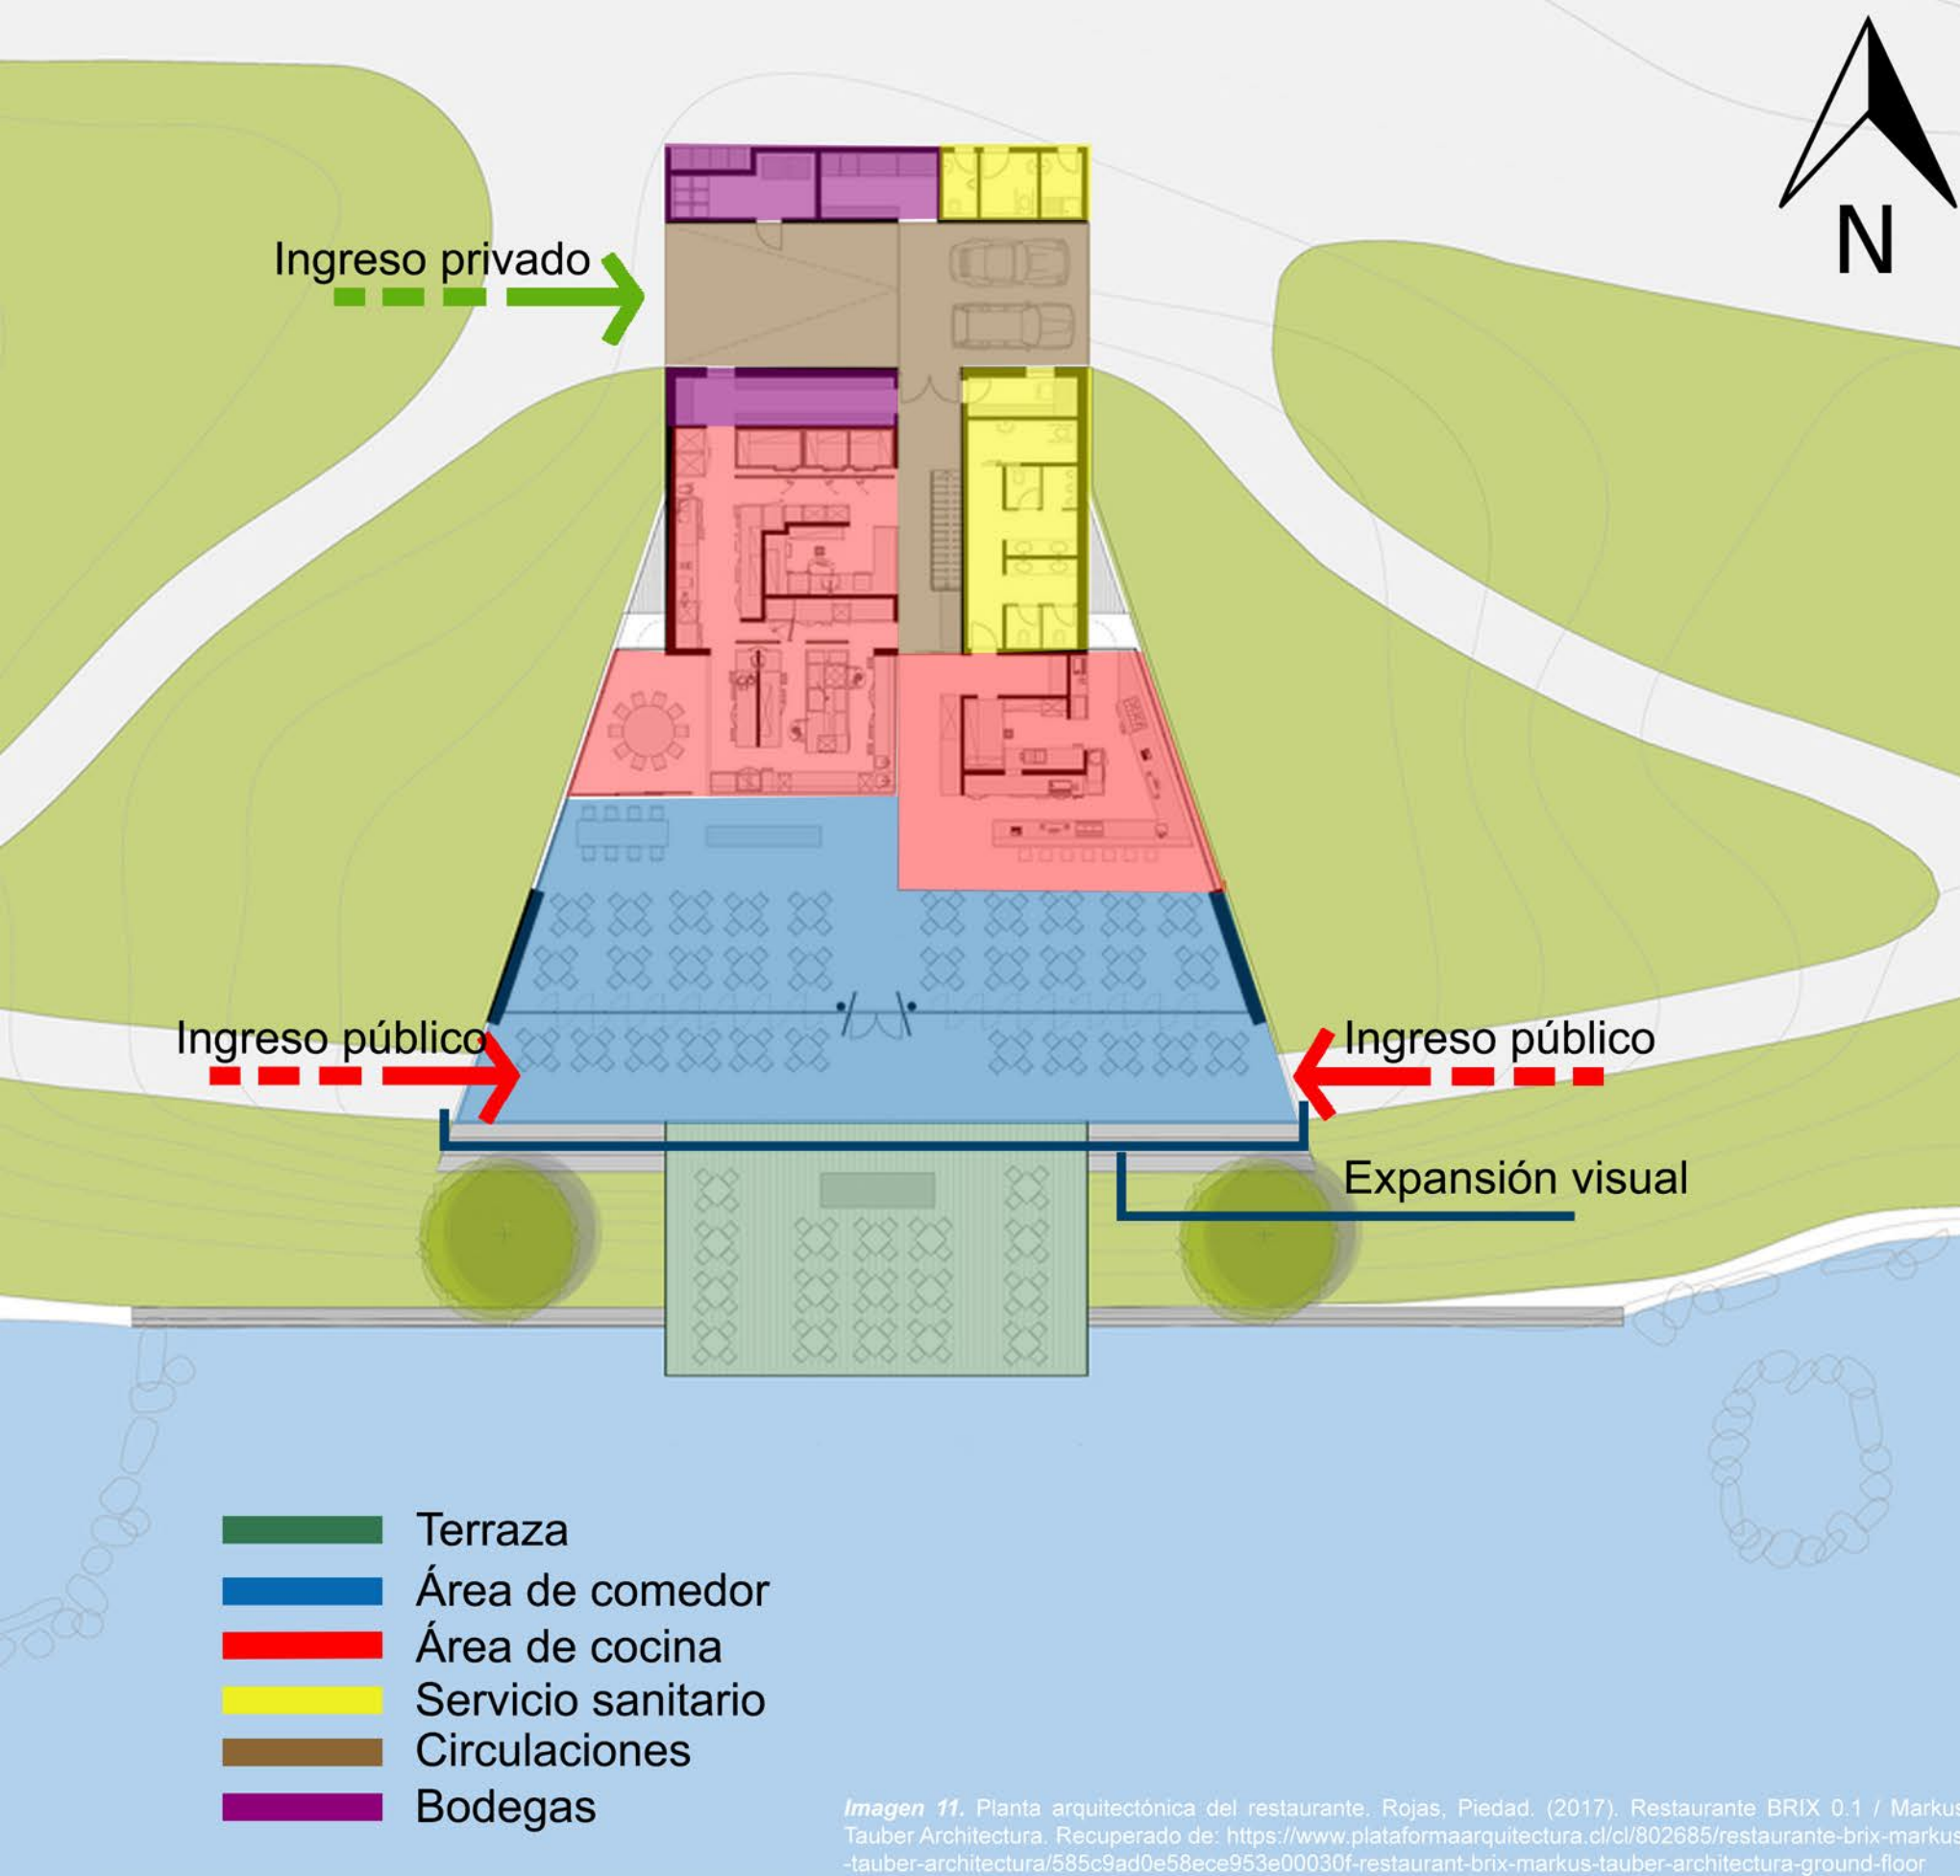 N
Ingreso privado
Ingreso público
Ingreso público
Expansión visual
Terraza
Área de comedor
Área de cocina
Servicio sanitario
Circulaciones
Bodegas
Imagen 11. Planta arquitectónica del restaurante. Rojas, Piedad. (2017). Restaurante BRIX 0.1 / Markus
Tauber Architectura. Recuperado de: https://www.plataformaarquitectura.cl/cl/802685/restaurante-brix-markus
-tauber-architectura/585c9ad0e58ece953e00030f-restaurant-brix-markus-tauber-architectura-ground-floor